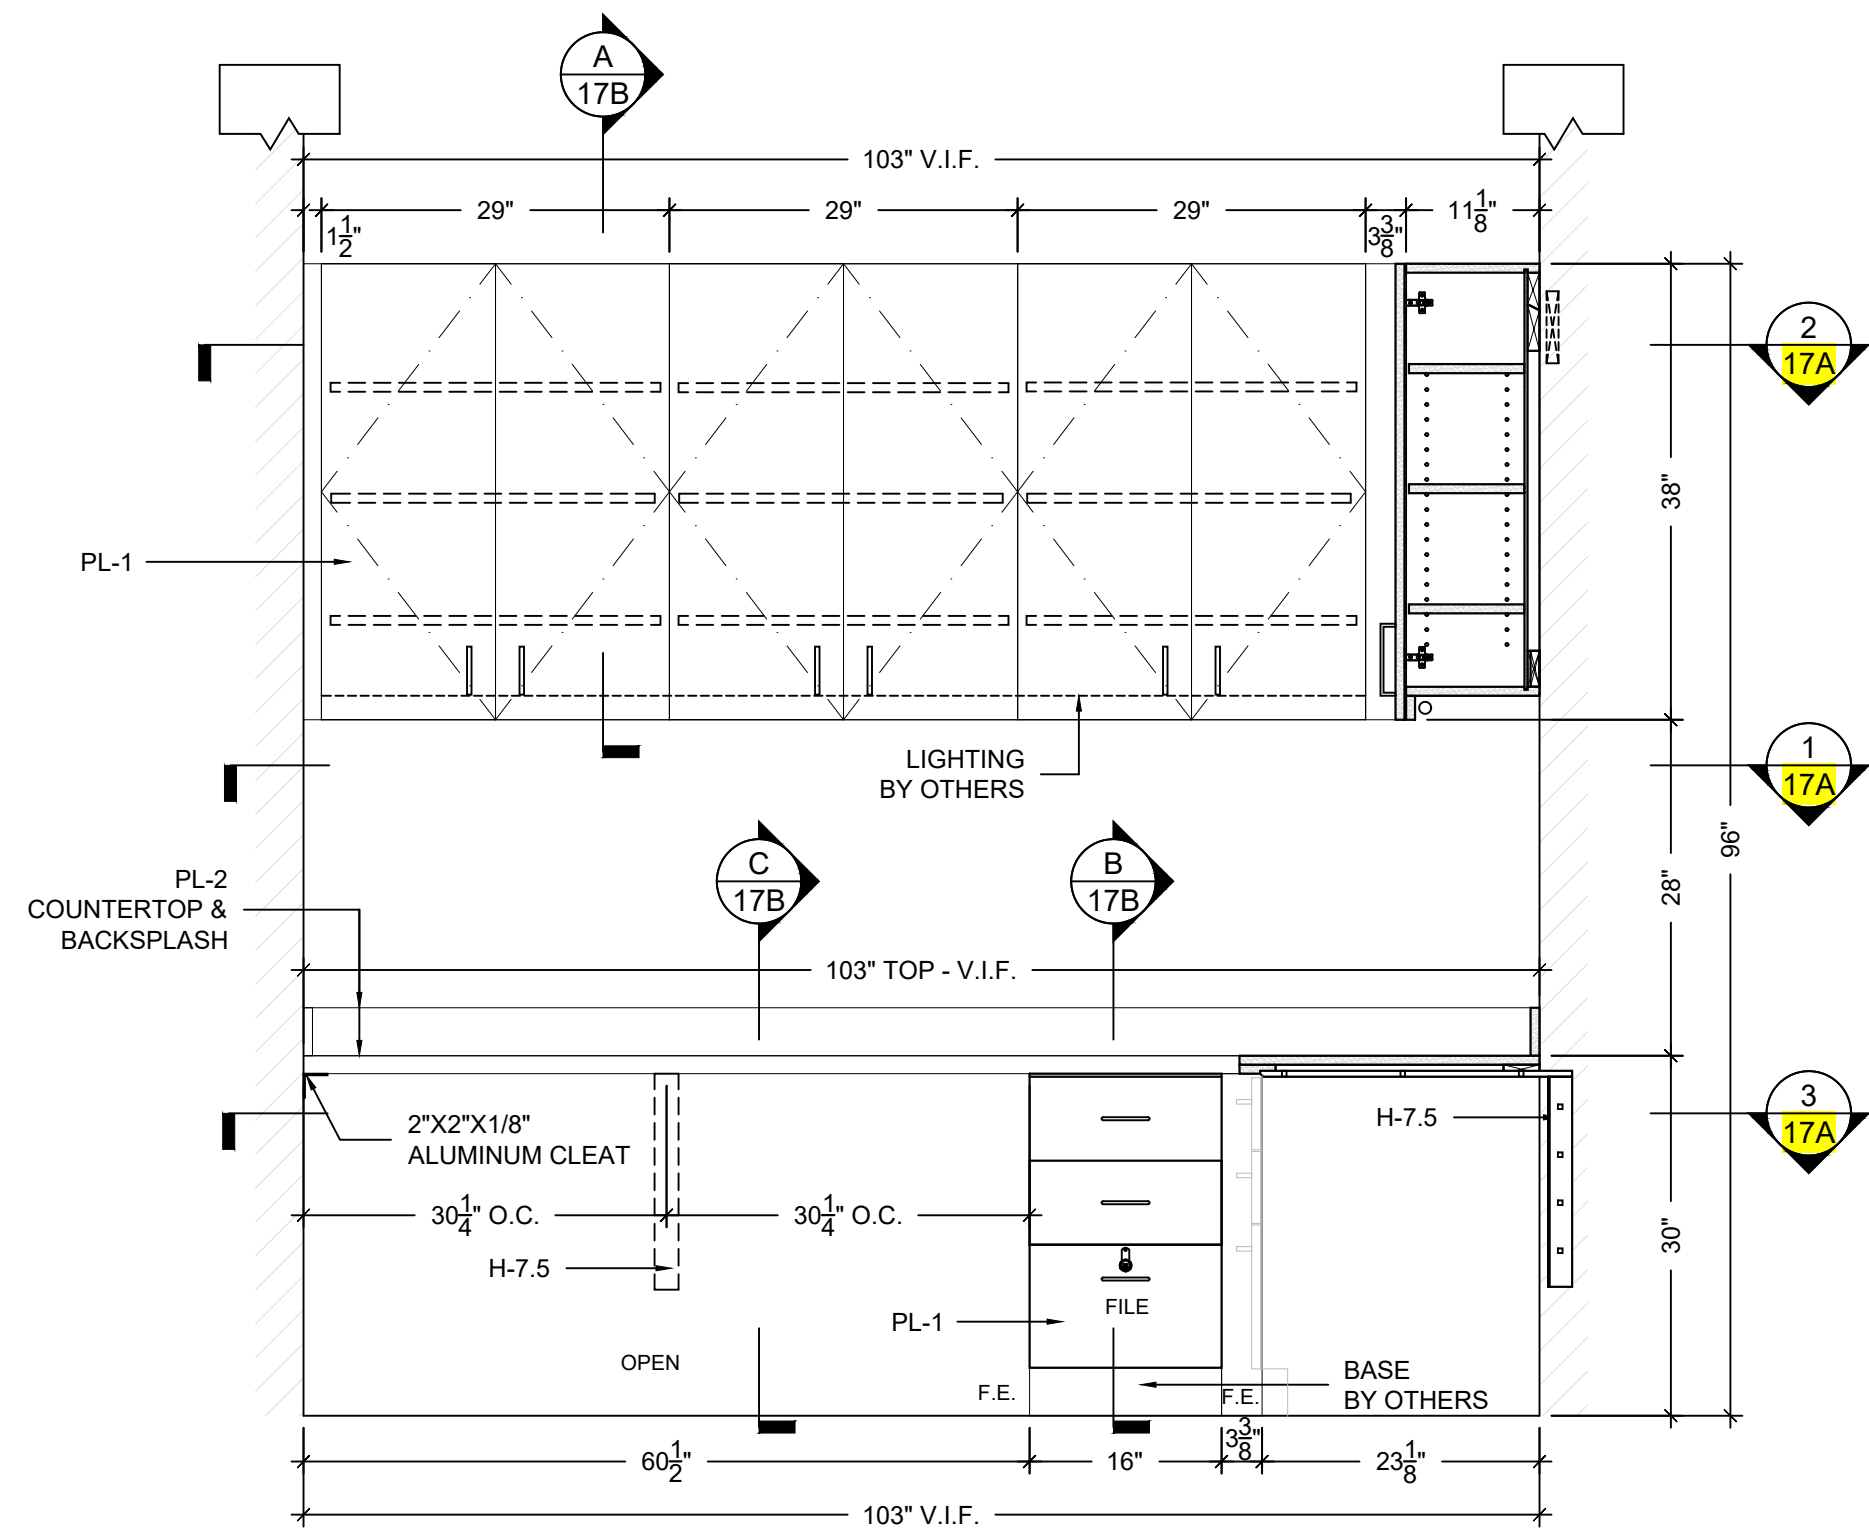 A
17B
103" V.I.F.
29"
29"
29"
11 1/8"
1 1/2"
3 3/8"
2
17A
38"
PL-1
LIGHTING
BY OTHERS
1
17A
96"
PL-2
COUNTERTOP &
BACKSPLASH
C
17B
B
17B
28"
103" TOP - V.I.F.
2"X2"X1/8"
ALUMINUM CLEAT
H-7.5
3
17A
30 1/4" O.C.
30 1/4" O.C.
30"
H-7.5
FILE
PL-1
OPEN
F.E.
F.E.
BASE
BY OTHERS
60 1/2"
16"
3 3/8"
23 1/8"
103" V.I.F.